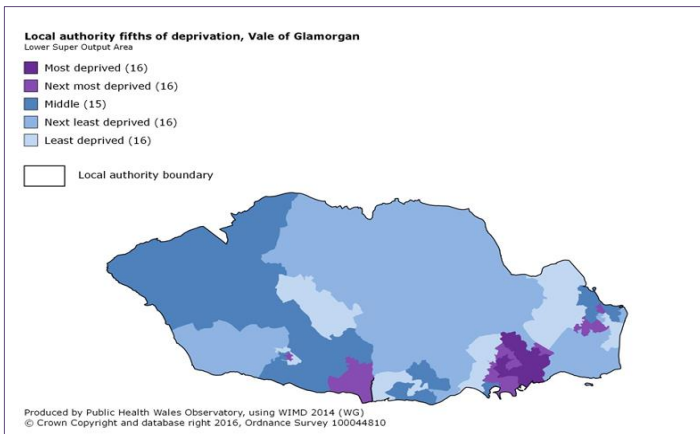 Local authority fifths of deprivation, Vale of Glamorgan
Lower Super Output Area
Most deprived (16)
Next most deprived (16)
Middle (15)
Next least deprived (16)
Least deprived (16)
Local authority boundary
Produced by Public Health Wales Observatory, using WIMD 2014 (WG)
© Crown Copyright and database right 2016, Ordnance Survey 100044810